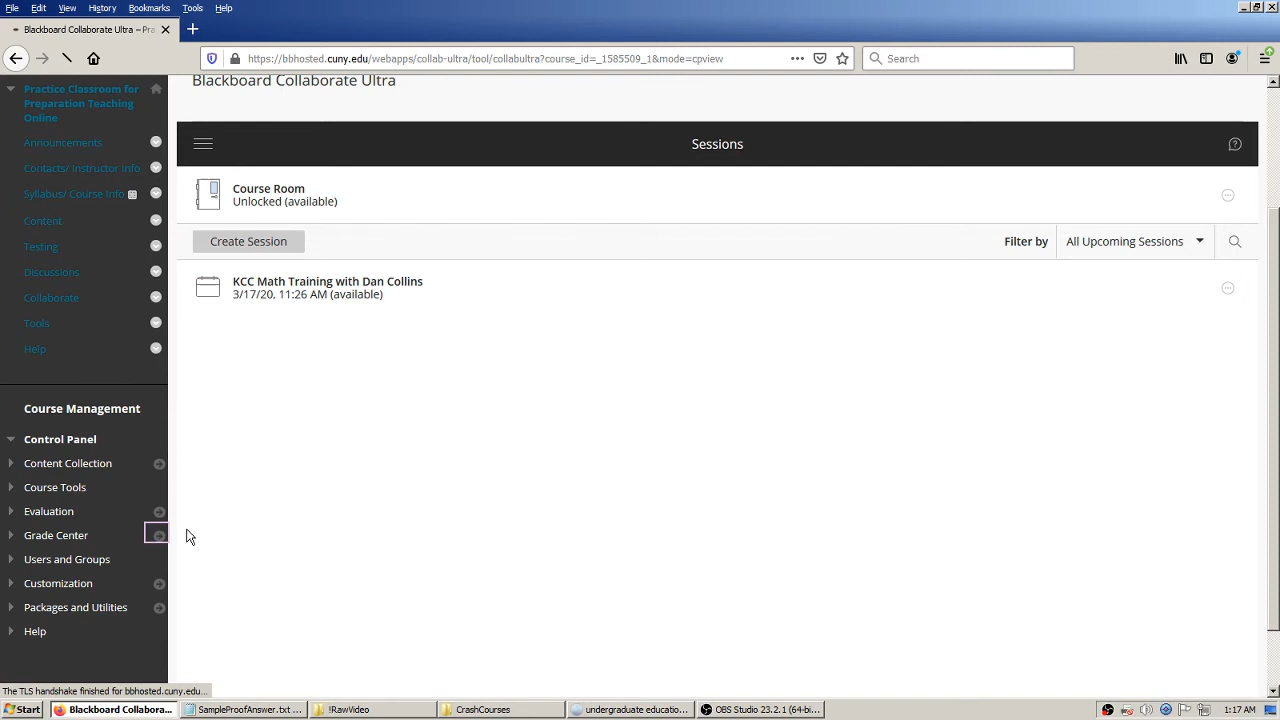 File Edit View History Bookmarks Tools Help
Blackboard Collaborate Ultra – Pra
https://bbhosted.cuny.edu/webapps/collab-ultra/tool/collabultra?course_id=_1585509_1&mode=cpview
Search
Practice Classroom for
Preparation Teaching
Online
Announcements
Contacts/ Instructor Info
Syllabus/ Course Info
Content
Testing
Discussions
Collaborate
Tools
Help
Course Management
Control Panel
Content Collection
Course Tools
Evaluation
Grade Center
Users and Groups
Customization
Packages and Utilities
Help
Blackboard Collaborate Ultra
Sessions
Course Room
Unlocked (available)
Create Session
Filter by
All Upcoming Sessions
KCC Math Training with Dan Collins
3/17/20, 11:26 AM (available)
The TLS handshake finished for bbhosted.cuny.edu...
Start
Blackboard Collabora...
SampleProofAnswer.txt ...
!RawVideo
CrashCourses
undergraduate educatio...
OBS Studio 23.2.1 (64-bi...
1:17 AM